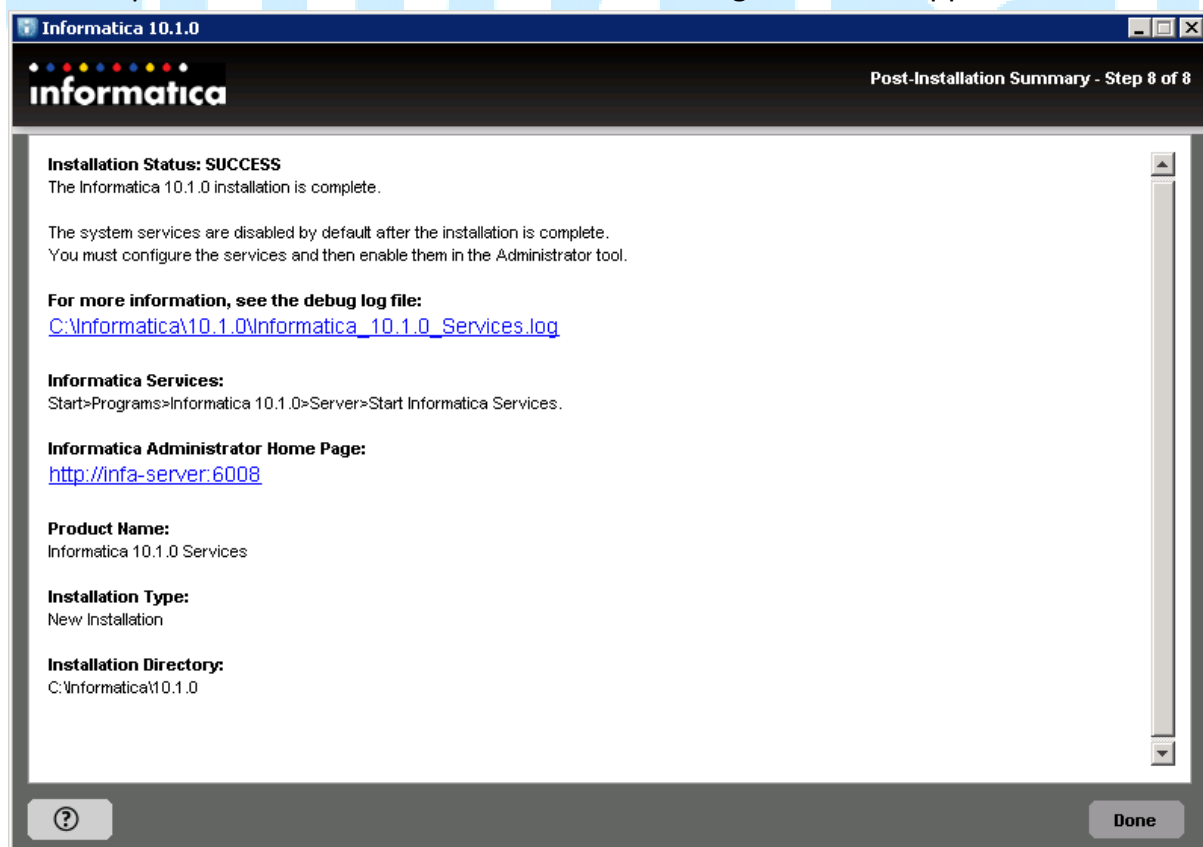 Informatica 10.1.0
informatica
Post-Installation Summary - Step 8 of 8
Installation Status: SUCCESS
The Informatica 10.1.0 installation is complete.
The system services are disabled by default after the installation is complete.
You must configure the services and then enable them in the Administrator tool.
For more information, see the debug log file:
C:\Informatica\10.1.0\Informatica_10.1.0_Services.log
Informatica Services:
Start>Programs>Informatica 10.1.0>Server>Start Informatica Services.
Informatica Administrator Home Page:
http://infa-server:6008
Product Name:
Informatica 10.1.0 Services
Installation Type:
New Installation
Installation Directory:
C:\Informatica\10.1.0
Done